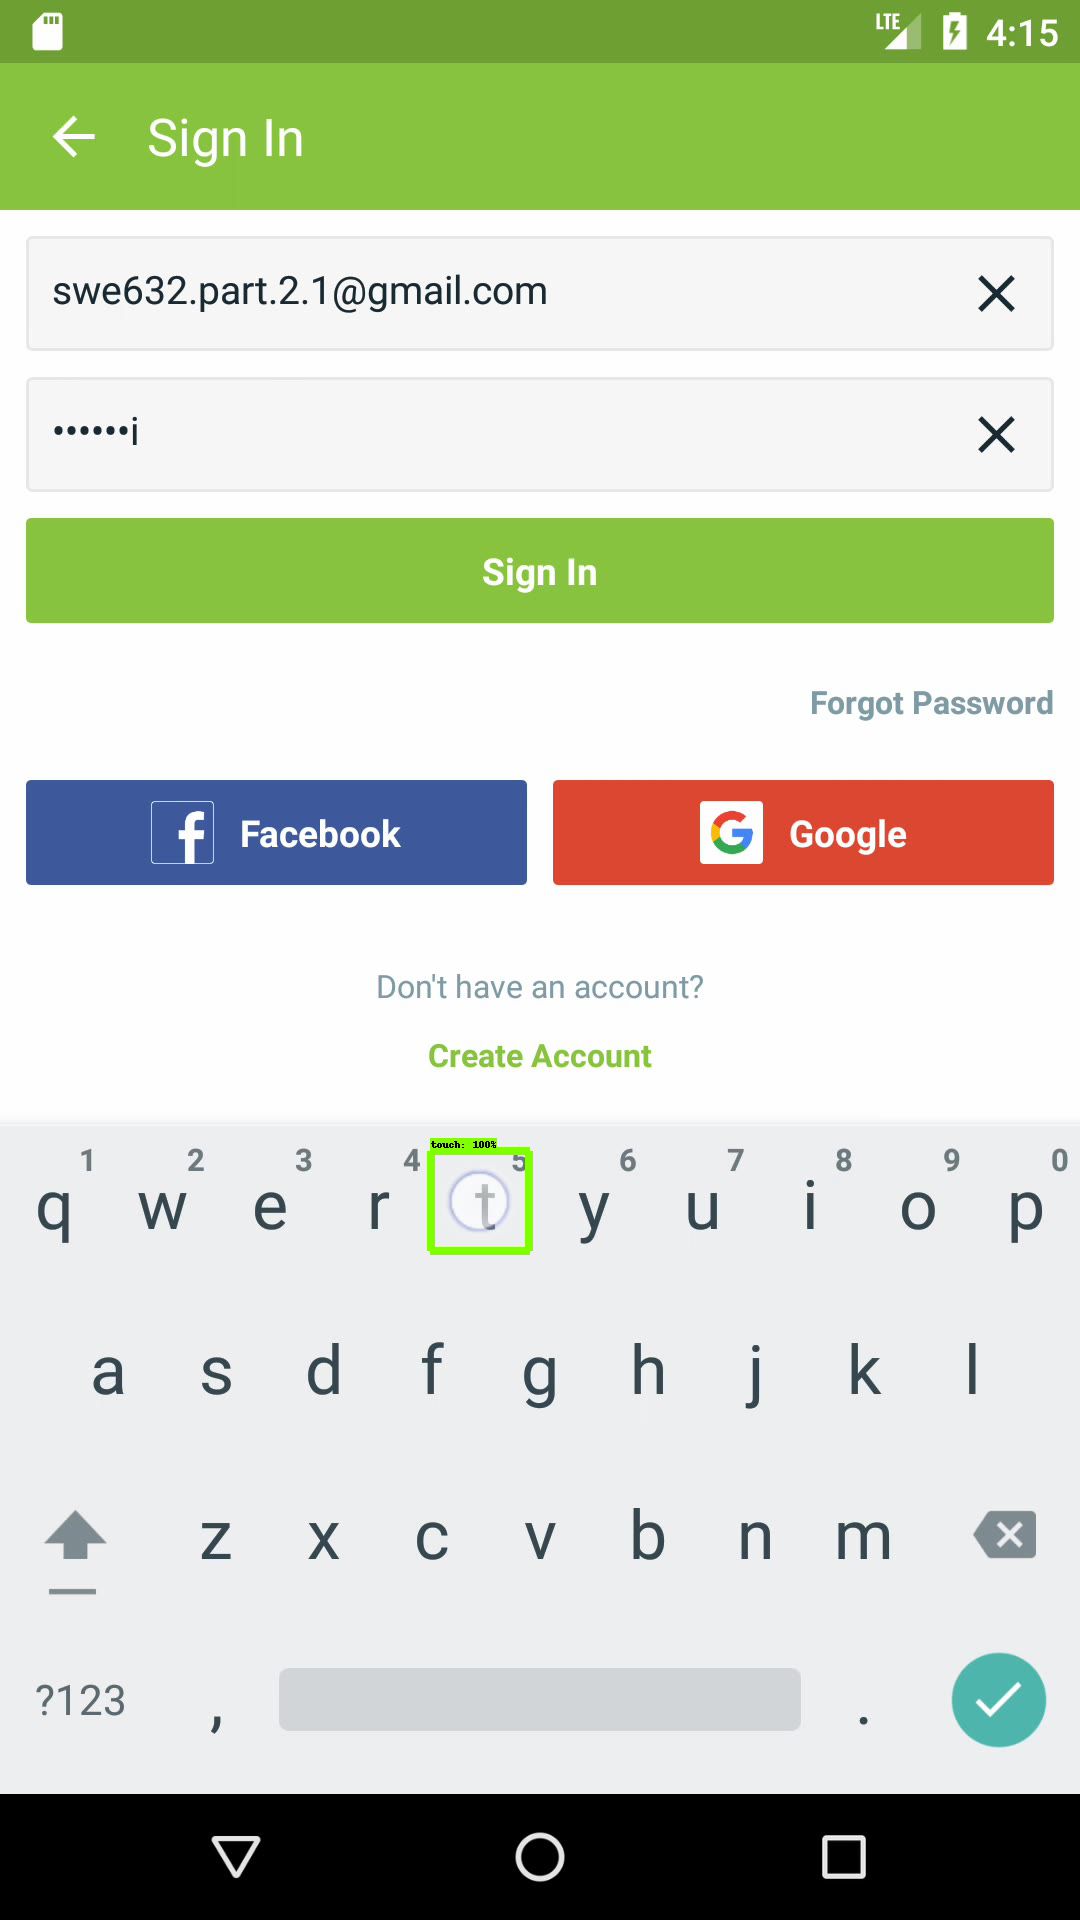 LTE 4:15
Sign In
swe632.part.2.1@gmail.com
••••••i
Sign In
Forgot Password
Facebook
Google
Don't have an account?
Create Account
touch: 100%
1 2 3 4 5 6 7 8 9 0
q w e r t y u i o p
a s d f g h j k l
z x c v b n m
?123 , .